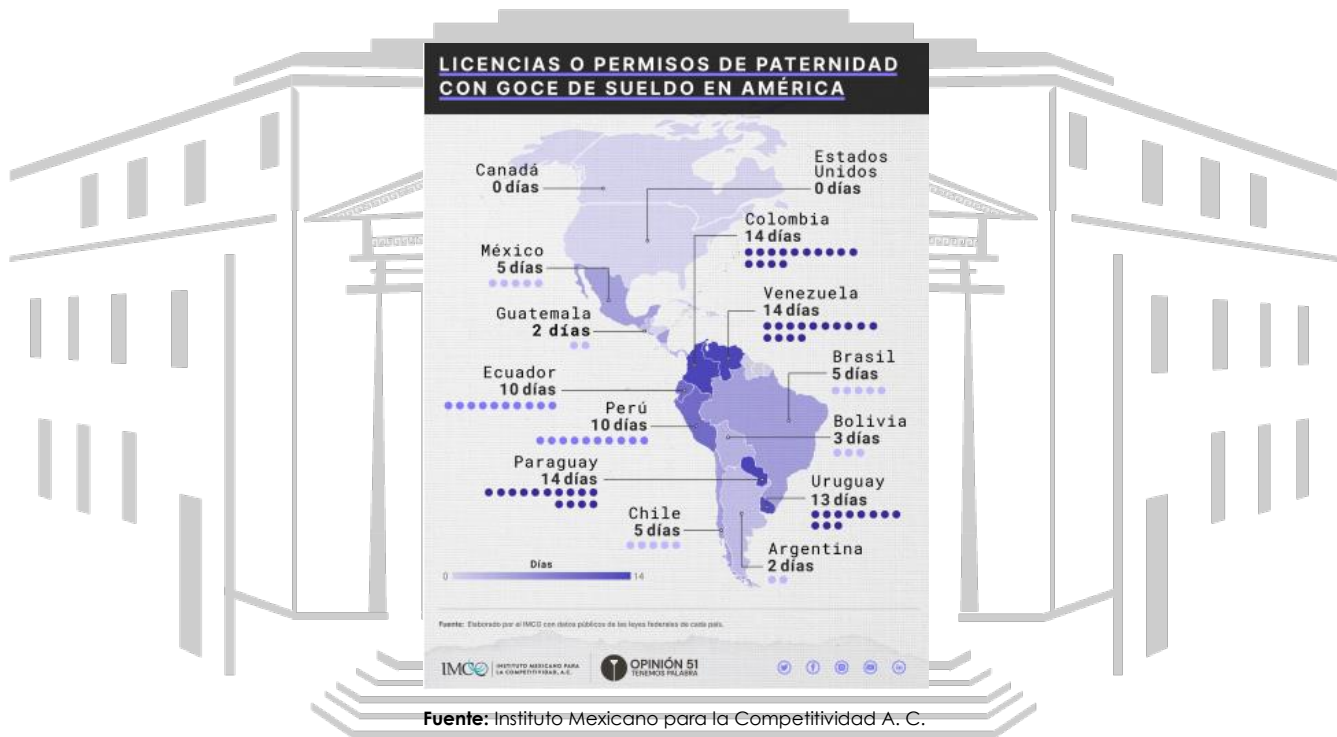 LICENCIAS O PERMISOS DE PATERNIDAD
CON GOCE DE SUELDO EN AMÉRICA
Canadá
0 días
Estados
Unidos
0 días
Colombia
14 días
México
5 días
Venezuela
14 días
Guatemala
2 días
Brasil
5 días
Ecuador
10 días
Perú
10 días
Bolivia
3 días
Paraguay
14 días
Uruguay
13 días
Chile
5 días
Argentina
2 días
Días
0
14
Fuente: Elaborado por el IMCO con datos públicos de las leyes federales de cada país.
IMCO
INSTITUTO MEXICANO PARA
LA COMPETITIVIDAD, A.C.
OPINIÓN 51
TENEMOS PALABRA
Fuente: Instituto Mexicano para la Competitividad A. C.